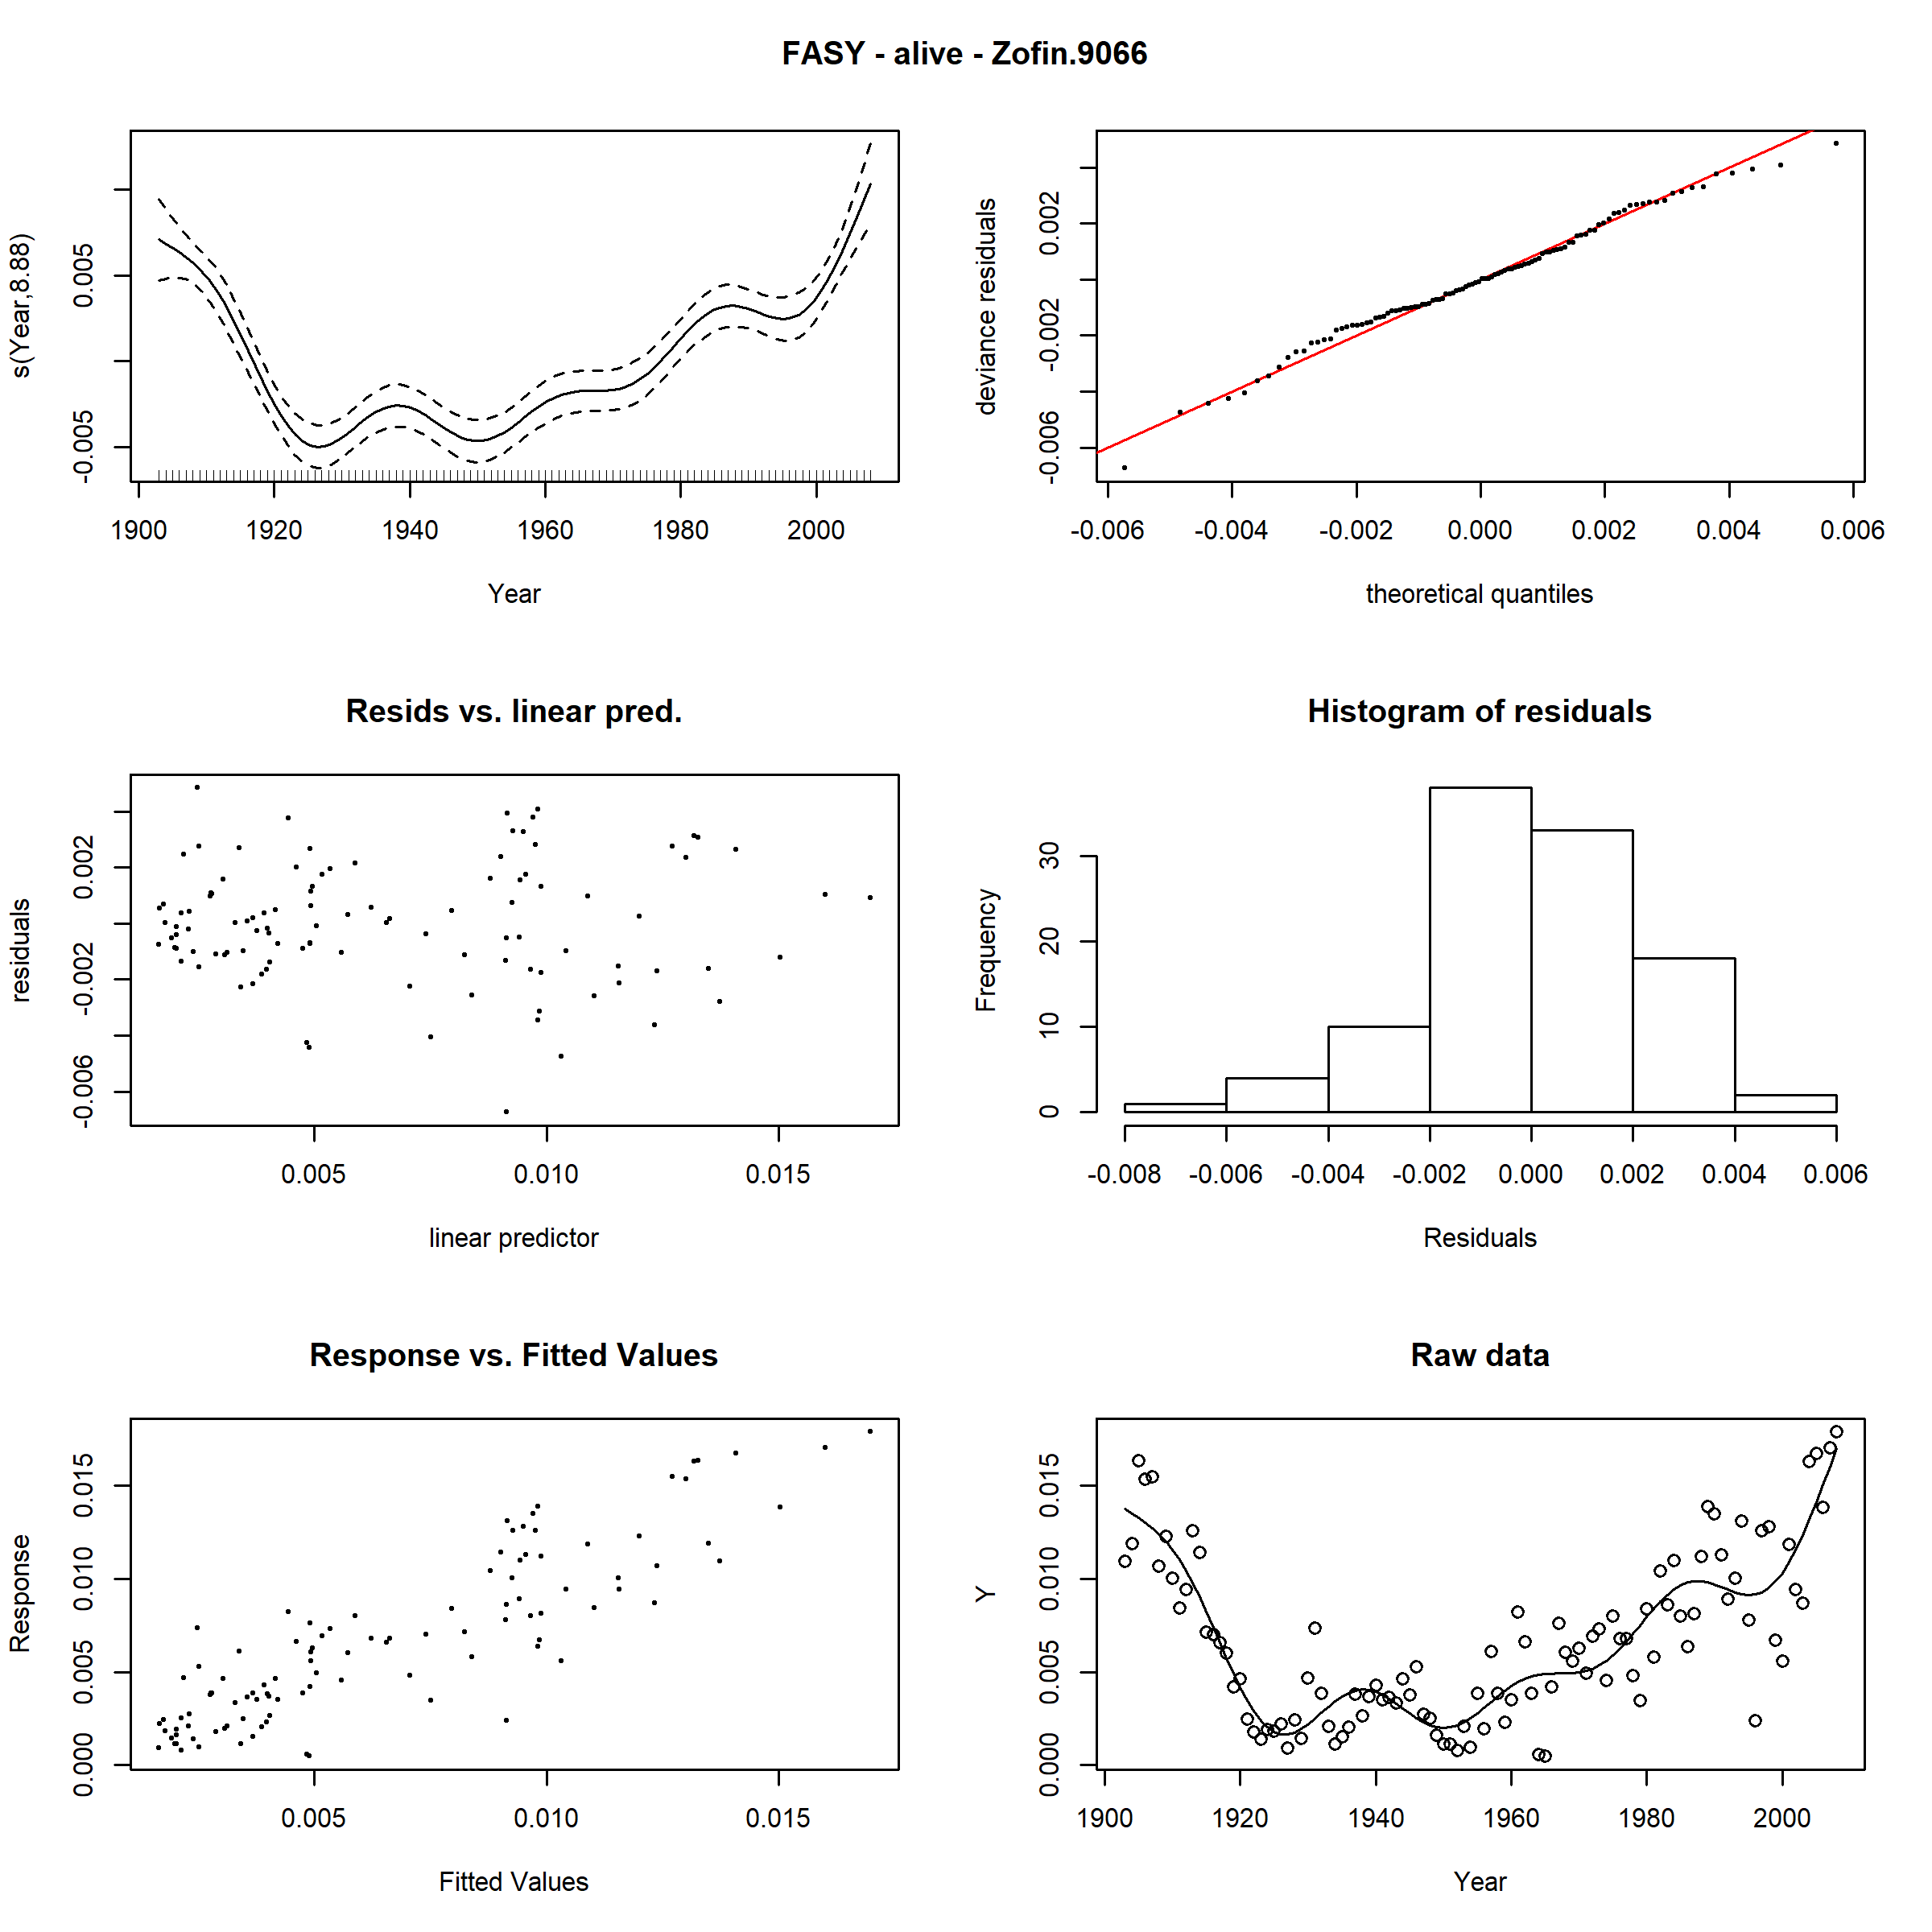 FASY - alive - Zofin.9066
s(Year,8.88)
0.005
-0.005
1900 1920 1940 1960 1980 2000
Year
deviance residuals
0.002
-0.002
-0.006
-0.006 -0.004 -0.002 0.000 0.002 0.004 0.006
theoretical quantiles
Resids vs. linear pred.
residuals
0.002
-0.002
-0.006
0.005 0.010 0.015
linear predictor
Histogram of residuals
Frequency
30
20
10
0
-0.008 -0.006 -0.004 -0.002 0.000 0.002 0.004 0.006
Residuals
Response vs. Fitted Values
Response
0.015
0.010
0.005
0.000
0.005 0.010 0.015
Fitted Values
Raw data
Y
0.015
0.010
0.005
0.000
1900 1920 1940 1960 1980 2000
Year